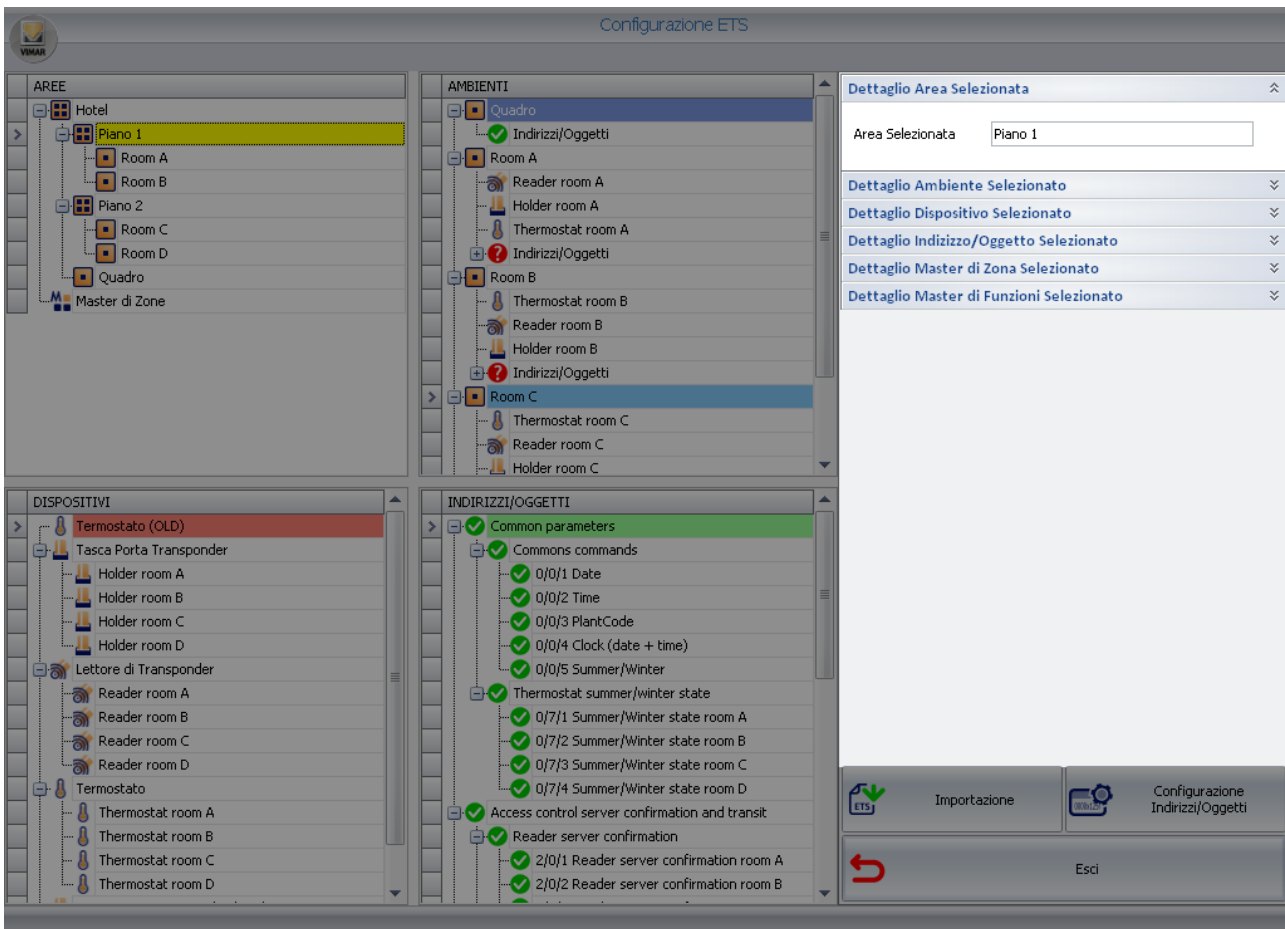 Configurazione ETS
VIMAR
AREE
Hotel
Piano 1
Room A
Room B
Piano 2
Room C
Room D
Quadro
Master di Zone
AMBIENTI
Quadro
Indirizzi/Oggetti
Room A
Reader room A
Holder room A
Thermostat room A
Indirizzi/Oggetti
Room B
Thermostat room B
Reader room B
Holder room B
Indirizzi/Oggetti
Room C
Thermostat room C
Reader room C
Holder room C
DISPOSITIVI
Termostato (OLD)
Tasca Porta Transponder
Holder room A
Holder room B
Holder room C
Holder room D
Lettore di Transponder
Reader room A
Reader room B
Reader room C
Reader room D
Termostato
Thermostat room A
Thermostat room B
Thermostat room C
Thermostat room D
INDIRIZZI/OGGETTI
Common parameters
Commons commands
0/0/1 Date
0/0/2 Time
0/0/3 PlantCode
0/0/4 Clock (date + time)
0/0/5 Summer/Winter
Thermostat summer/winter state
0/7/1 Summer/Winter state room A
0/7/2 Summer/Winter state room B
0/7/3 Summer/Winter state room C
0/7/4 Summer/Winter state room D
Access control server confirmation and transit
Reader server confirmation
2/0/1 Reader server confirmation room A
2/0/2 Reader server confirmation room B
Dettaglio Area Selezionata
Area Selezionata Piano 1
Dettaglio Ambiente Selezionato
Dettaglio Dispositivo Selezionato
Dettaglio Indizizzo/Oggetto Selezionato
Dettaglio Master di Zona Selezionato
Dettaglio Master di Funzioni Selezionato
ETS
Importazione
Configurazione
Indirizzi/Oggetti
Esci